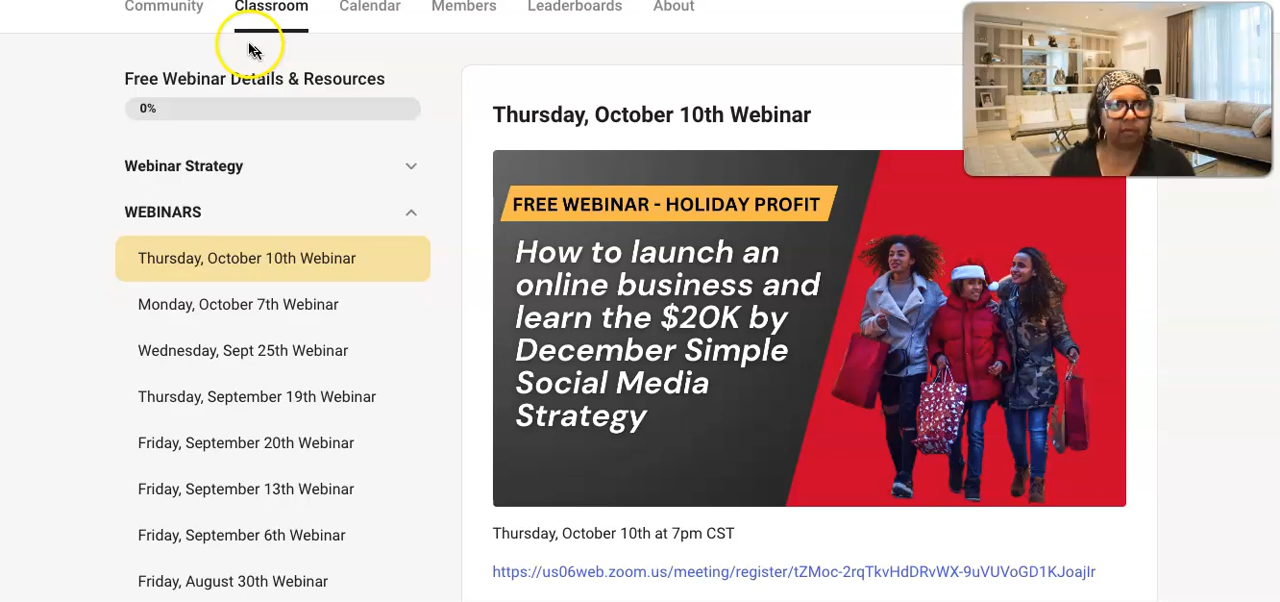 Community Classroom Calendar Members Leaderboards About
Free Webinar Details & Resources
0%
Webinar Strategy
WEBINARS
Thursday, October 10th Webinar
Monday, October 7th Webinar
Wednesday, Sept 25th Webinar
Thursday, September 19th Webinar
Friday, September 20th Webinar
Friday, September 13th Webinar
Friday, September 6th Webinar
Friday, August 30th Webinar
Thursday, October 10th Webinar
FREE WEBINAR - HOLIDAY PROFIT
How to launch an
online business and
learn the $20K by
December Simple
Social Media
Strategy
Thursday, October 10th at 7pm CST
https://us06web.zoom.us/meeting/register/tZMoc-2rqTkvHdDRvWX-9uVUVoGD1KJoajlr